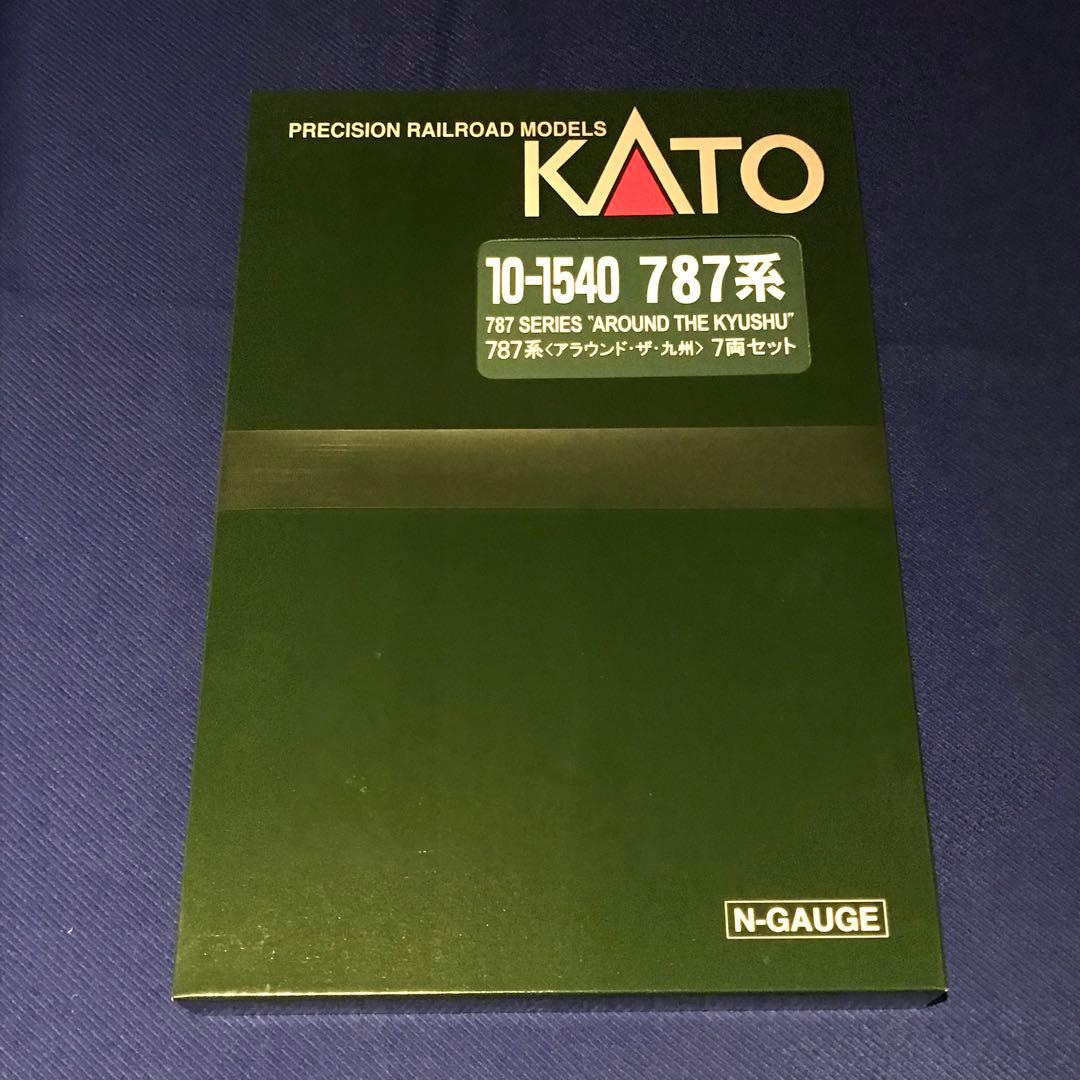 PRECISION RAILROAD MODELS
KATO
10-1540 787系
787 SERIES "AROUND THE KYUSHU"
787系〈アラウンド・ザ・九州〉 7両セット
N-GAUGE